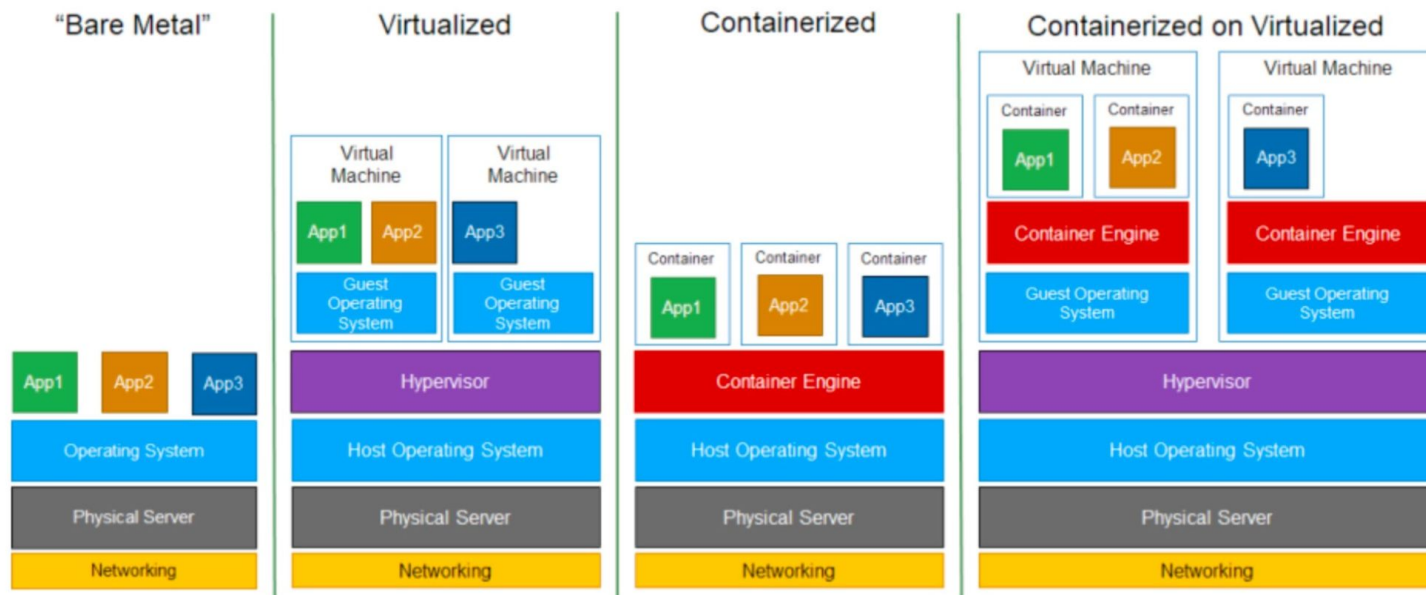 “Bare Metal”
App1
App2
App3
Operating System
Physical Server
Networking
Virtualized
Virtual
Machine
App1
App2
Guest
Operating
System
Virtual
Machine
App3
Guest
Operating
System
Hypervisor
Host Operating System
Physical Server
Networking
Containerized
Container
App1
Container
App2
Container
App3
Container Engine
Host Operating System
Physical Server
Networking
Containerized on Virtualized
Virtual Machine
Container
App1
Container
App2
Container Engine
Guest Operating
System
Virtual Machine
Container
App3
Container Engine
Guest Operating
System
Hypervisor
Host Operating System
Physical Server
Networking